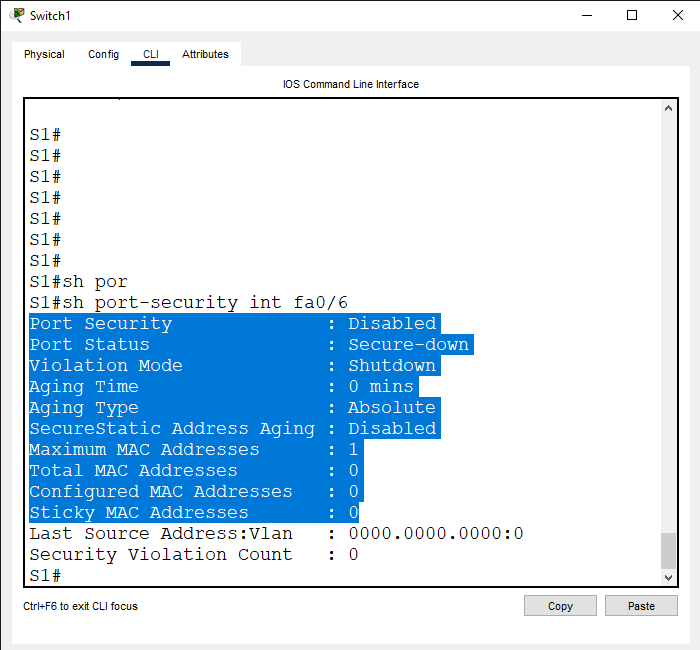 Switch1
Physical Config CLI Attributes
IOS Command Line Interface
S1#
S1#
S1#
S1#
S1#
S1#
S1#
S1#sh por
S1#sh port-security int fa0/6
Port Security : Disabled
Port Status : Secure-down
Violation Mode : Shutdown
Aging Time : 0 mins
Aging Type : Absolute
SecureStatic Address Aging : Disabled
Maximum MAC Addresses : 1
Total MAC Addresses : 0
Configured MAC Addresses : 0
Sticky MAC Addresses : 0
Last Source Address:Vlan : 0000.0000.0000:0
Security Violation Count : 0
S1#
Ctrl+F6 to exit CLI focus Copy Paste